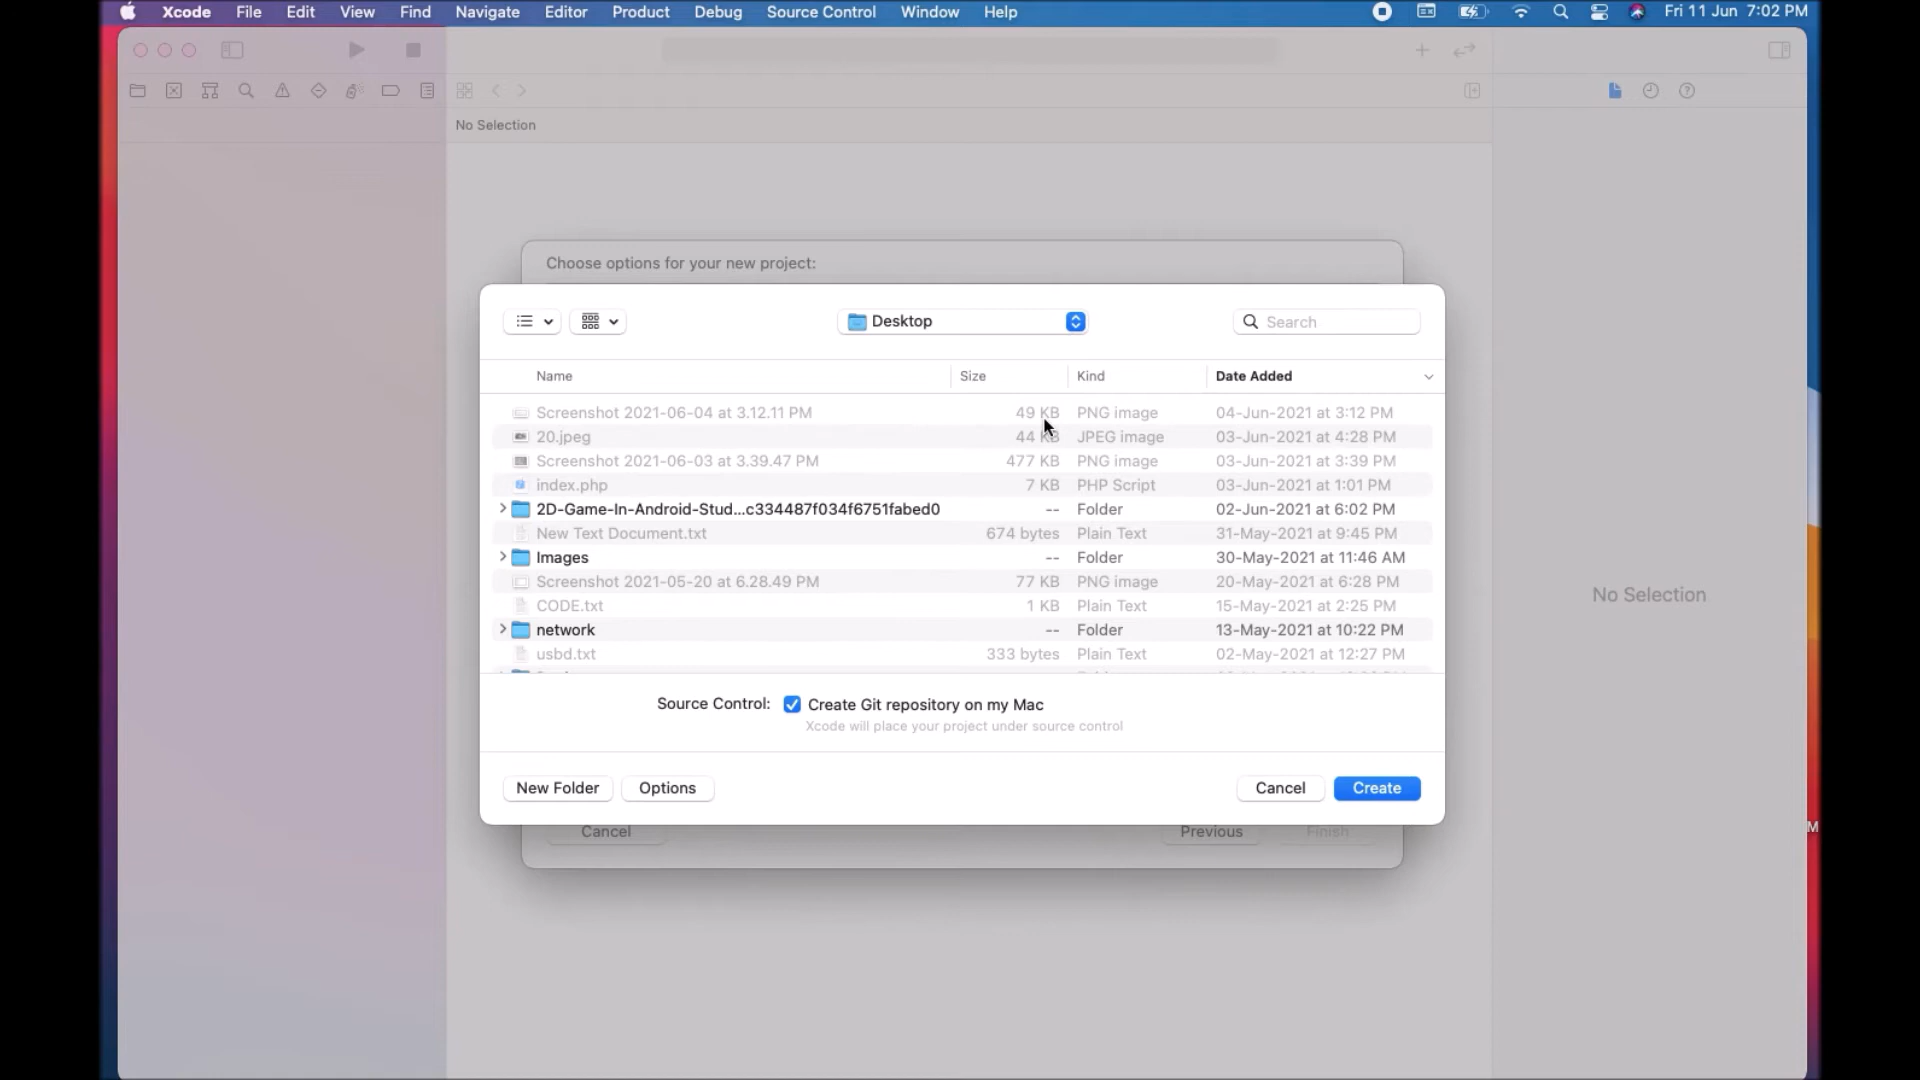 Xcode File Edit View Find Navigate Editor Product Debug Source Control Window Help Fri 11 Jun 7:02 PM
No Selection
Choose options for your new project:
Desktop Search
Name Size Kind Date Added
Screenshot 2021-06-04 at 3.12.11 PM 49 KB PNG image 04-Jun-2021 at 3:12 PM
20.jpeg 44 KB JPEG image 03-Jun-2021 at 4:28 PM
Screenshot 2021-06-03 at 3.39.47 PM 477 KB PNG image 03-Jun-2021 at 3:39 PM
index.php 7 KB PHP Script 03-Jun-2021 at 1:01 PM
2D-Game-In-Android-Stud...c334487f034f6751fabed0 -- Folder 02-Jun-2021 at 6:02 PM
New Text Document.txt 674 bytes Plain Text 31-May-2021 at 9:45 PM
Images -- Folder 30-May-2021 at 11:46 AM
Screenshot 2021-05-20 at 6.28.49 PM 77 KB PNG image 20-May-2021 at 6:28 PM
CODE.txt 1 KB Plain Text 15-May-2021 at 2:25 PM
No Selection
network -- Folder 13-May-2021 at 10:22 PM
usbd.txt 333 bytes Plain Text 02-May-2021 at 12:27 PM
Source Control: Create Git repository on my Mac
Xcode will place your project under source control
New Folder Options Cancel Create
Cancel Previous Finish
M